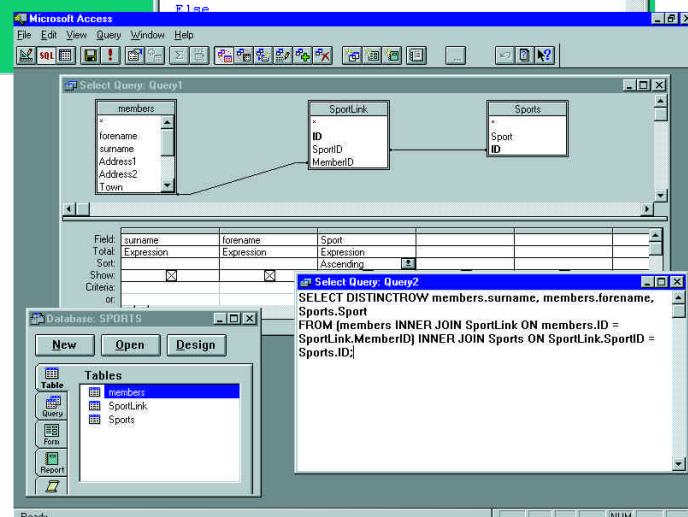 Else
Microsoft Access
File Edit View Query Window Help
SQL
Select Query: Query1
members
*
forename
surname
Address1
Address2
Town
SportLink
*
ID
SportID
MemberID
Sports
*
Sport
ID
Field: surname forename Sport
Total: Expression Expression Expression
Sort: Ascending
Show:
Criteria:
or:
Select Query: Query2
SELECT DISTINCTROW members.surname, members.forename,
Sports.Sport
FROM (members INNER JOIN SportLink ON members.ID =
SportLink.MemberID) INNER JOIN Sports ON SportLink.SportID =
Sports.ID;
Database: SPORTS
New Open Design
Table
Query
Form
Report
Tables
members
SportLink
Sports
Ready
NUM